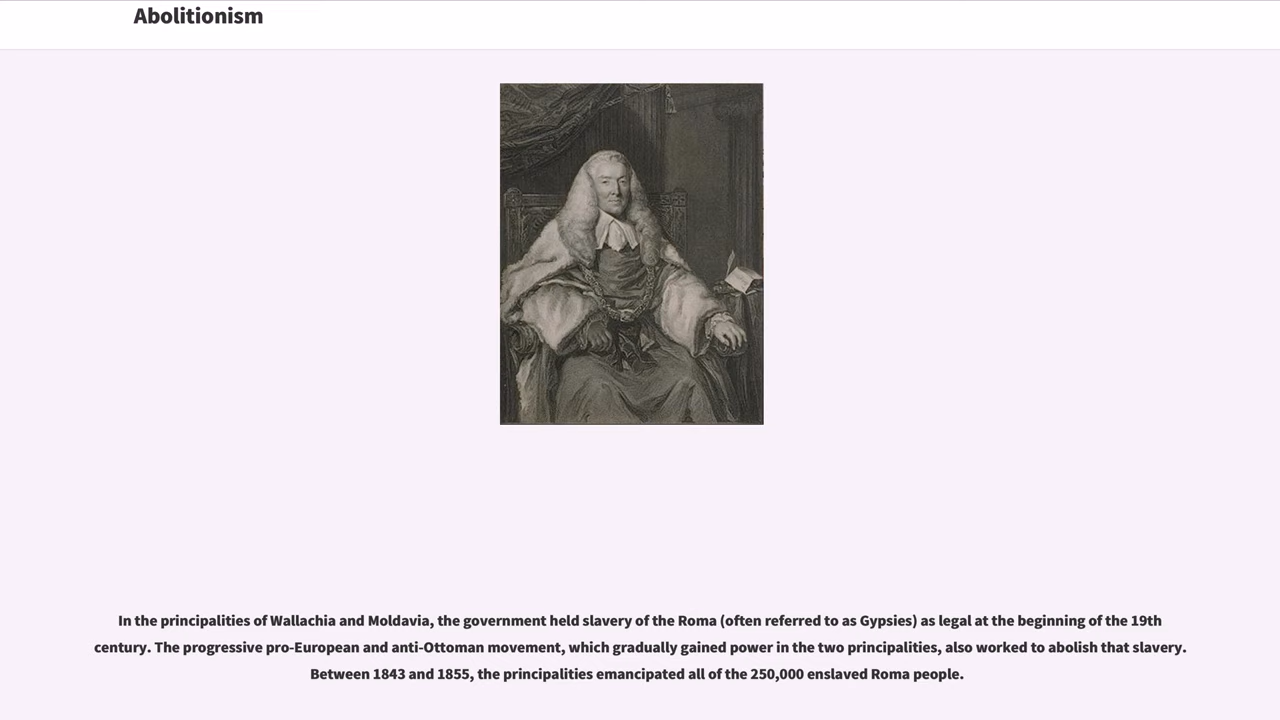 Abolitionism
In the principalities of Wallachia and Moldavia, the government held slavery of the Roma (often referred to as Gypsies) as legal at the beginning of the 19th
century. The progressive pro-European and anti-Ottoman movement, which gradually gained power in the two principalities, also worked to abolish that slavery.
Between 1843 and 1855, the principalities emancipated all of the 250,000 enslaved Roma people.